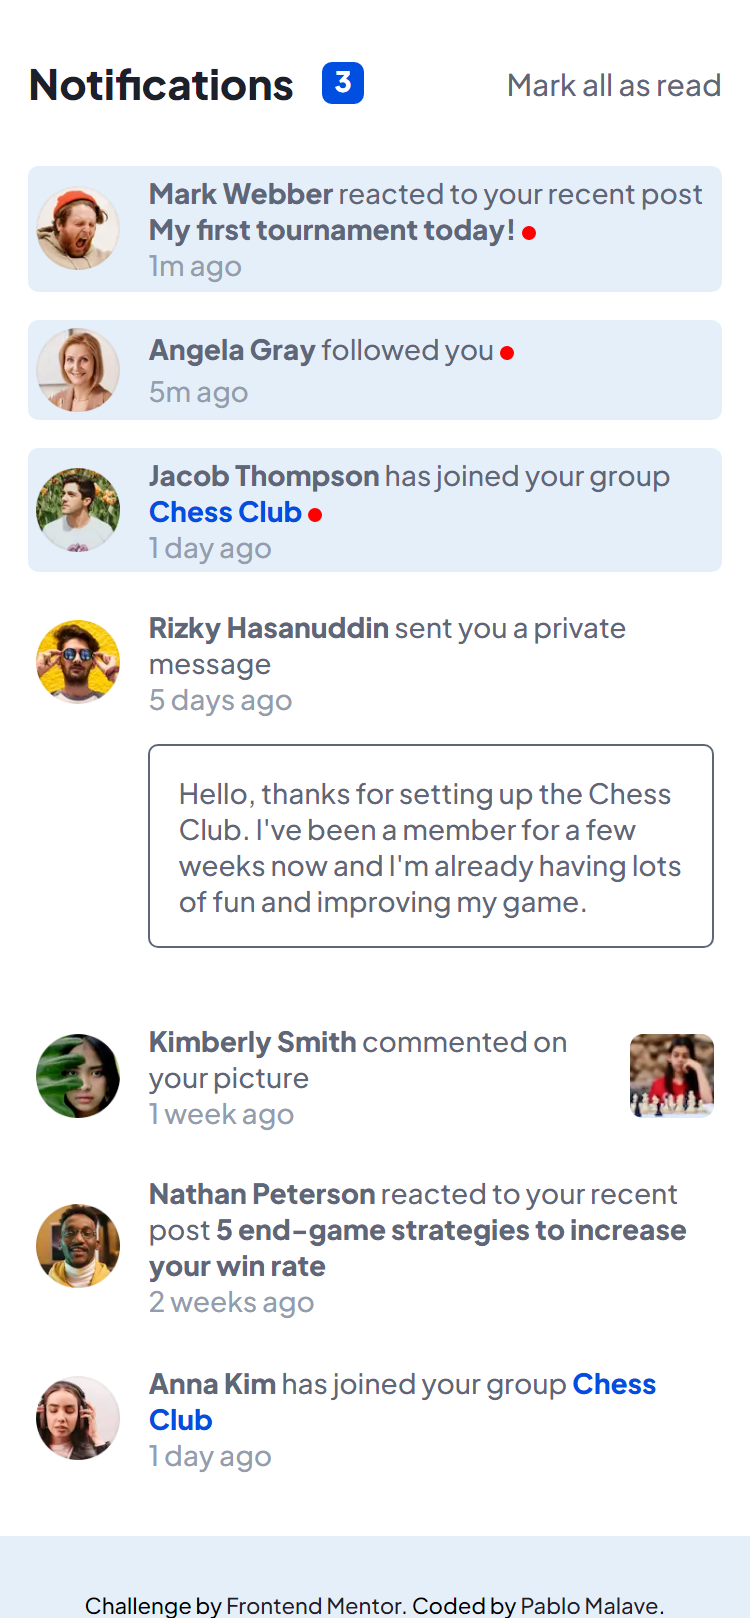 Notifications 3 Mark all as read
Mark Webber reacted to your recent post
My first tournament today!
1m ago
Angela Gray followed you
5m ago
Jacob Thompson has joined your group
Chess Club
1 day ago
Rizky Hasanuddin sent you a private
message
5 days ago
Hello, thanks for setting up the Chess
Club. I've been a member for a few
weeks now and I'm already having lots
of fun and improving my game.
Kimberly Smith commented on
your picture
1 week ago
Nathan Peterson reacted to your recent
post 5 end-game strategies to increase
your win rate
2 weeks ago
Anna Kim has joined your group Chess
Club
1 day ago
Challenge by Frontend Mentor. Coded by Pablo Malave.